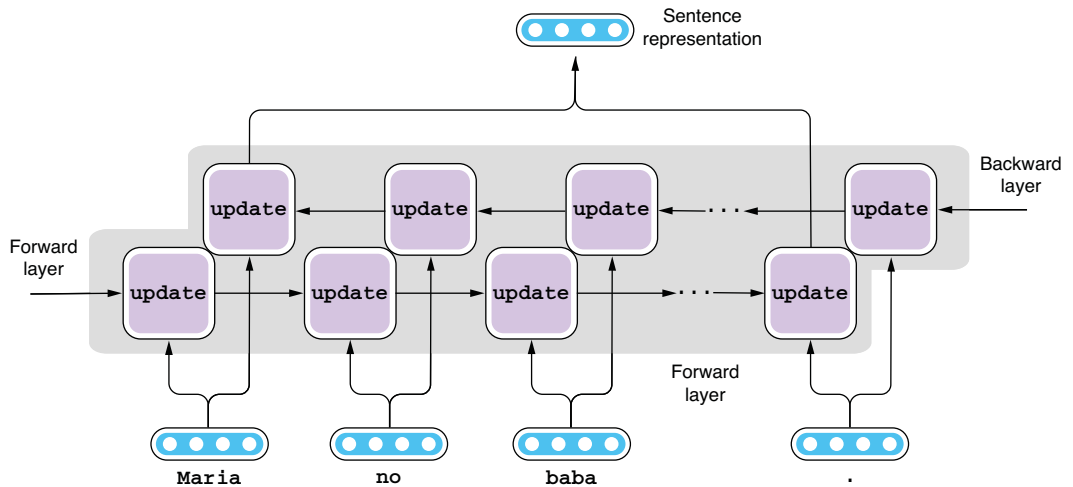 Sentence
representation
Backward
layer
update
update
update
...
update
Forward
layer
update
update
update
...
update
Forward
layer
Maria
no
baba
.